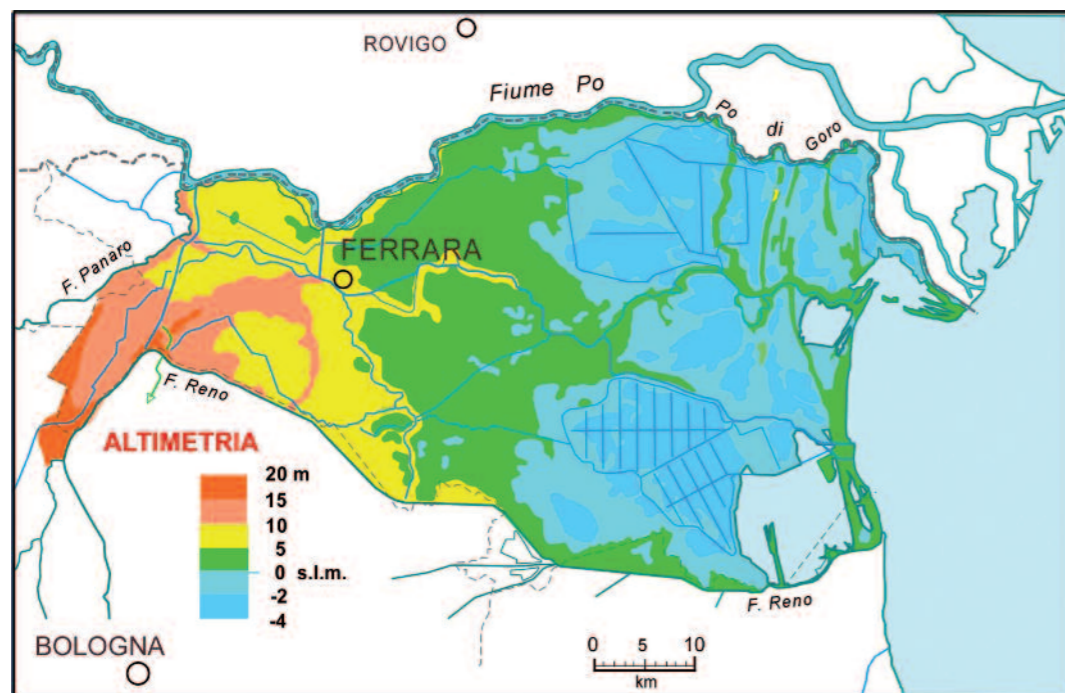 ROVIGO
Fiume Po
Po
di
Goro
FERRARA
F. Panaro
F. Reno
ALTIMETRIA
20 m
15
10
5
0 s.l.m.
-2
-4
F. Reno
BOLOGNA
0 5 10
km